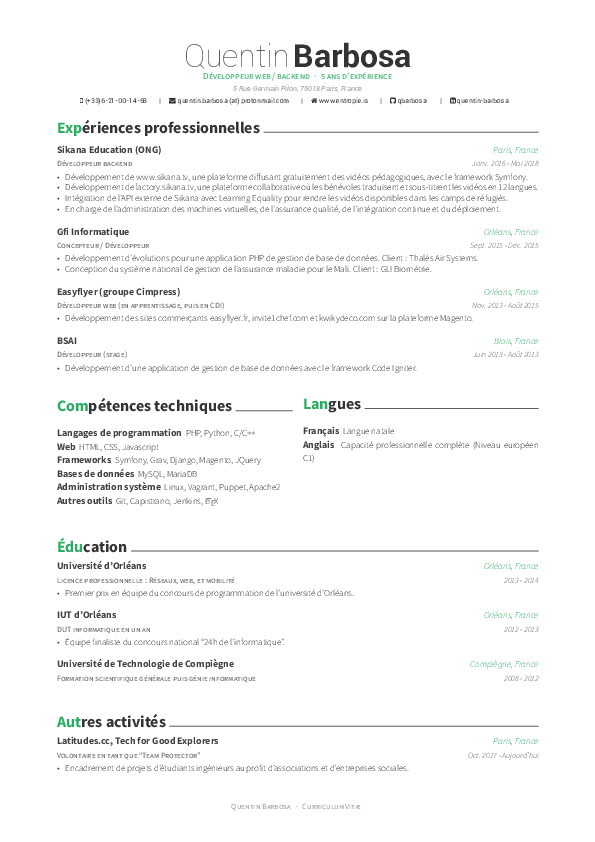 Quentin Barbosa
Développeur web / backend · 5 ans d'expérience
5 Rue Germain Pilon, 75018 Paris, France
(+33) 6-21-00-14-63 | quentin.barbosa (at) protonmail.com | www.entropie.is | qbarbosa | quentin-barbosa
Expériences professionnelles
Sikana Education (ONG) Paris, France
Développeur backend Janv. 2016 - Mai 2018
• Développement de www.sikana.tv, une plateforme diffusant gratuitement des vidéos pédagogiques, avec le framework Symfony.
• Développement de factory.sikana.tv, une plateforme collaborative où les bénévoles traduisent et sous-titrent les vidéos en 12 langues.
• Intégration de l'API externe de Sikana avec Learning Equality pour rendre les vidéos disponibles dans les camps de réfugiés.
• En charge de l'administration des machines virtuelles, de l'assurance qualité, de l'intégration continue et du déploiement.
Gfi Informatique Orléans, France
Concepteur / Développeur Sept. 2015 - Déc. 2015
• Développement d'évolutions pour une application PHP de gestion de base de données. Client : Thalès Air Systems.
• Conception du système national de gestion de l'assurance maladie pour le Mali. Client : GLI Biométrie.
Easyflyer (groupe Cimpress) Orléans, France
Développeur web (en apprentissage, puis en CDI) Nov. 2013 - Août 2015
• Développement des sites commerçants easyflyer.fr, invite1chef.com et kwikydeco.com sur la plateforme Magento.
BSAI Blois, France
Développeur (stage) Juin 2013 - Août 2013
• Développement d'une application de gestion de base de données avec le framework Code Igniter.
Compétences techniques
Langages de programmation PHP, Python, C/C++
Web HTML, CSS, Javascript
Frameworks Symfony, Grav, Django, Magento, JQuery
Bases de données MySQL, MariaDB
Administration système Linux, Vagrant, Puppet, Apache2
Autres outils Git, Capistrano, Jenkins, LaTeX
Langues
Français Langue natale
Anglais Capacité professionnelle complète (Niveau européen
C1)
Éducation
Université d'Orléans Orléans, France
Licence professionnelle : Réseaux, web, et mobilité 2013 - 2014
• Premier prix en équipe du concours de programmation de l'université d'Orléans.
IUT d'Orléans Orléans, France
DUT informatique en un an 2012 - 2013
• Équipe finaliste du concours national "24h de l'informatique".
Université de Technologie de Compiègne Compiègne, France
Formation scientifique générale puis génie informatique 2008 - 2012
Autres activités
Latitudes.cc, Tech for Good Explorers Paris, France
Volontaire en tant que "Team Protector" Oct. 2017 - Aujourd'hui
• Encadrement de projets d'étudiants ingénieurs au profit d'associations et d'entreprises sociales.
Quentin Barbosa · Curriculum Vitæ